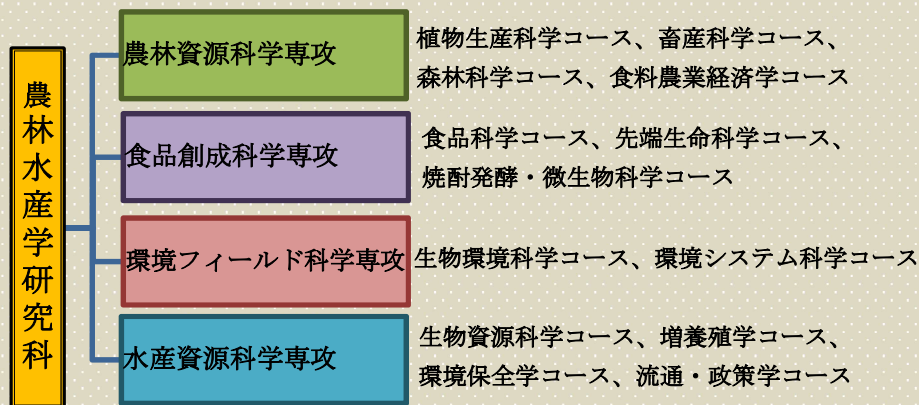 農林水産学研究科
農林資源科学専攻
植物生産科学コース、畜産科学コース、
森林科学コース、食料農業経済学コース
食品創成科学専攻
食品科学コース、先端生命科学コース、
焼酎発酵・微生物科学コース
環境フィールド科学専攻
生物環境科学コース、環境システム科学コース
水産資源科学専攻
生物資源科学コース、増養殖学コース、
環境保全学コース、流通・政策学コース